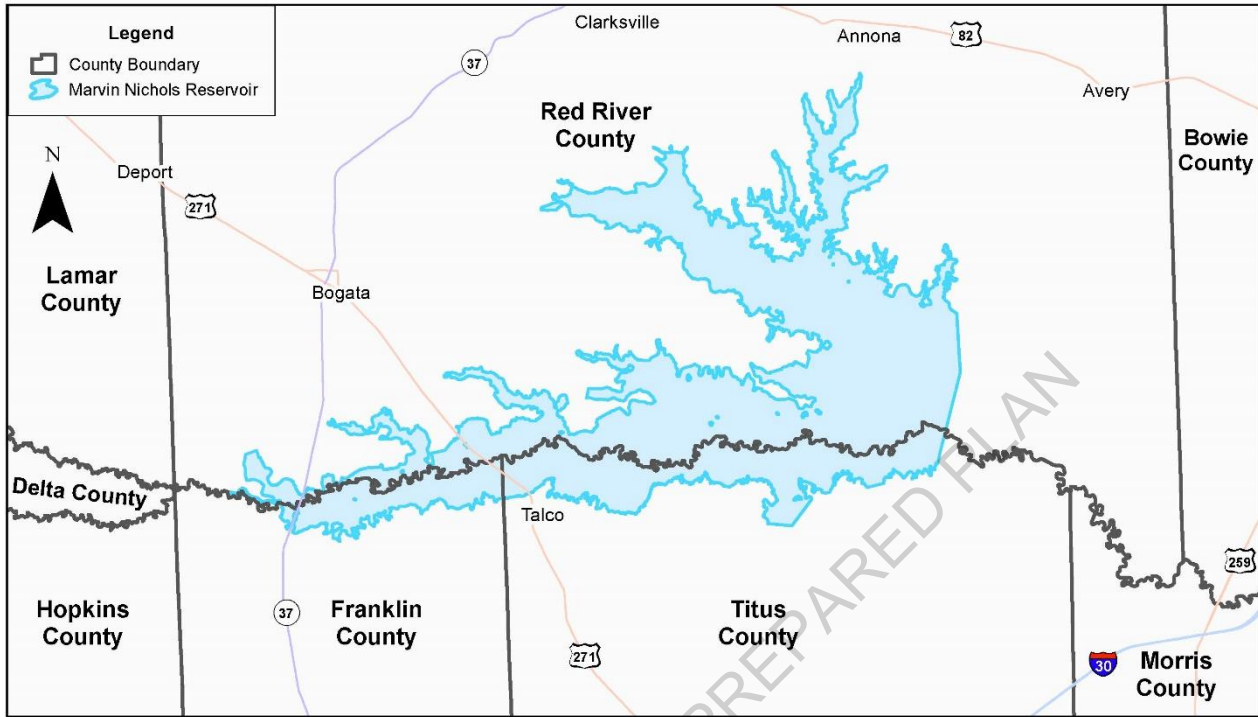 Legend
County Boundary
Marvin Nichols Reservoir
Clarksville
37
Annona
82
Avery
Red River
County
Bowie
County
N
Deport
271
Lamar
County
Bogata
Delta County
Talco
Hopkins
County
37
Franklin
County
271
Titus
County
259
30
Morris
County
PREPARED PLAN